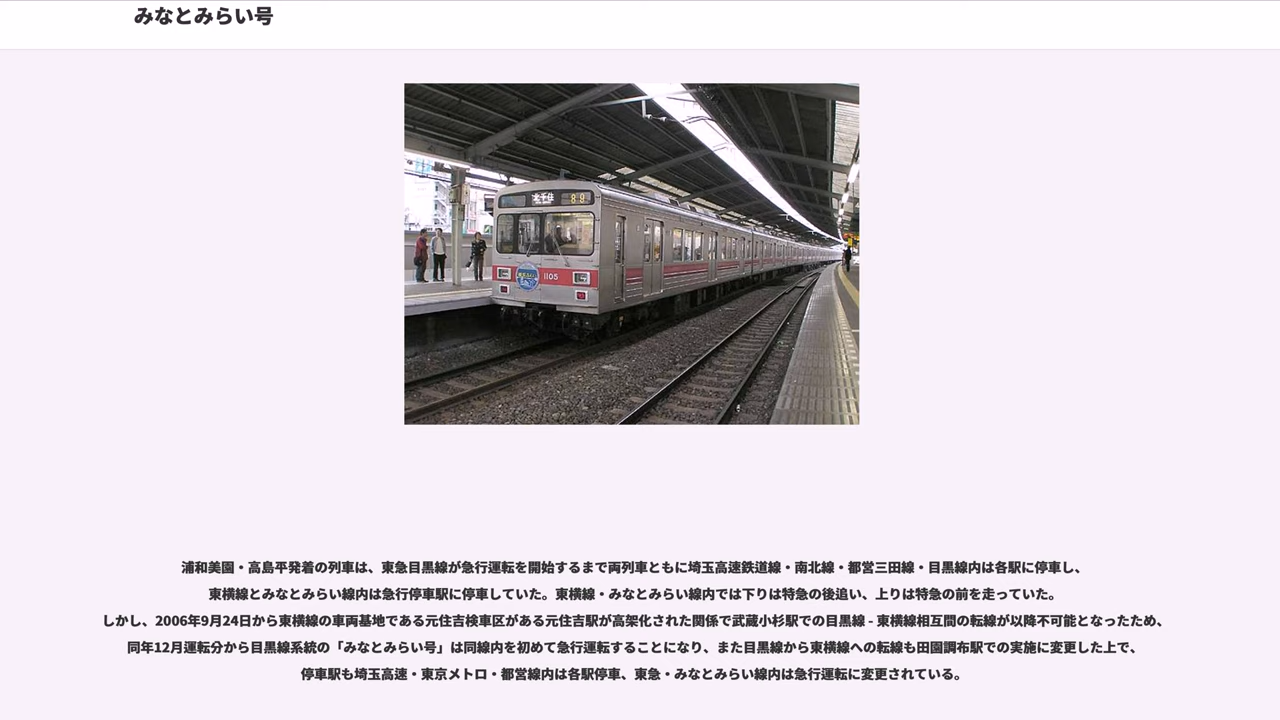 みなとみらい号
北千住
89
1105
浦和美園・高島平発着の列車は、東急目黒線が急行運転を開始するまで両列車ともに埼玉高速鉄道線・南北線・都営三田線・目黒線内は各駅に停車し、
東横線とみなとみらい線内は急行停車駅に停車していた。東横線・みなとみらい線内では下りは特急の後追い、上りは特急の前を走っていた。
しかし、2006年9月24日から東横線の車両基地である元住吉検車区がある元住吉駅が高架化された関係で武蔵小杉駅での目黒線 - 東横線相互間の転線が以降不可能となったため、
同年12月運転分から目黒線系統の「みなとみらい号」は同線内を初めて急行運転することになり、また目黒線から東横線への転線も田園調布駅での実施に変更した上で、
停車駅も埼玉高速・東京メトロ・都営線内は各駅停車、東急・みなとみらい線内は急行運転に変更されている。